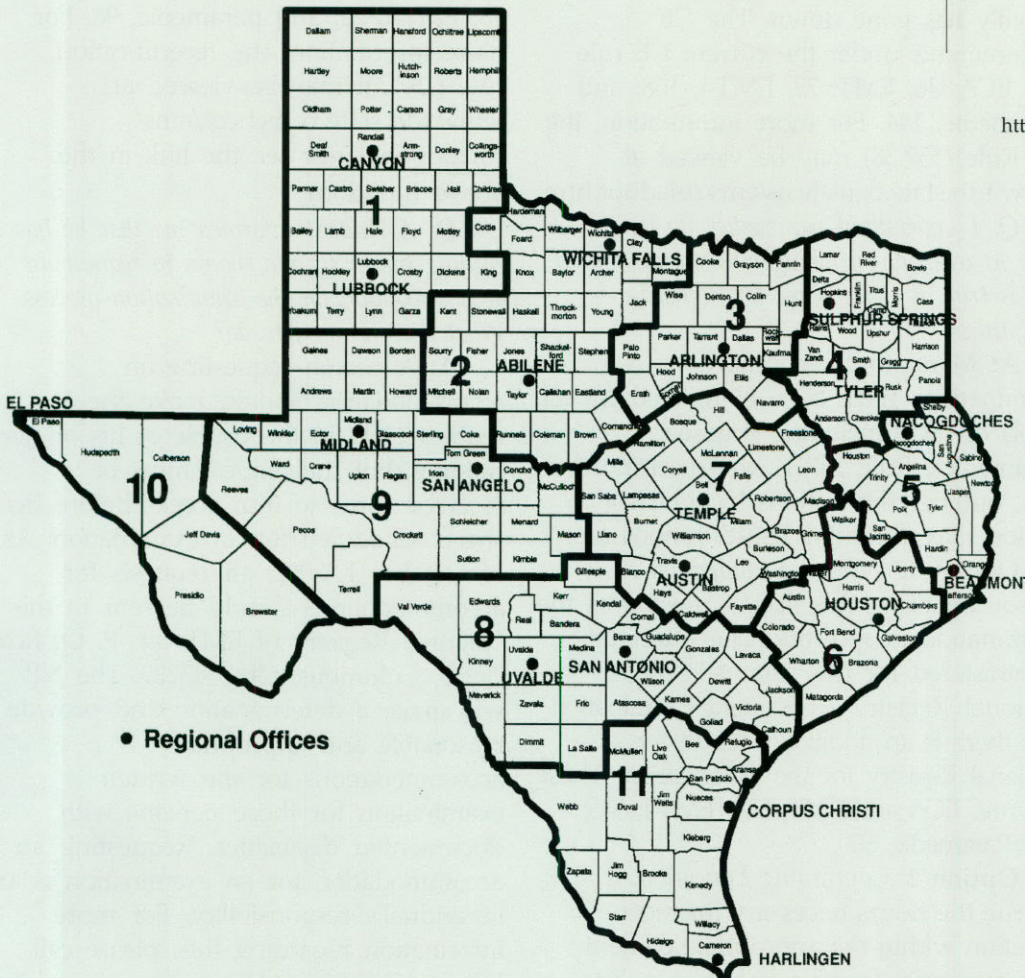 Dallam Sherman Hansford Ochiltree Lipscomb
Hartley Moore Hutchinson Roberts Hemphill
Oldham Potter Carson Gray Wheeler
Deaf Smith Randall Armstrong Donley Collingsworth
CANYON
Parmer Castro Swisher Briscoe Hall Childres
1
Bailey Lamb Hale Floyd Motley Cottle
Cochran Hockley Lubbock Crosby Dickens King
LUBBOCK
Yoakum Terry Lynn Garza Kent Stonewall Haskell Throckmorton Young
Hardeman Foard Wilbarger Wichita Clay
WICHITA FALLS
Knox Baylor Archer Montague Jack
Cooke Grayson Fannin
Wise Denton Collin Hunt
3
Parker Tarrant Dallas Rockwall Kaufma
ARLINGTON
Palo Pinto Hood Johnson Ellis
Erath Navarro
Lamar Red River Bowie
Delta Hopkins Franklin Titus Morris Cass
SULPHUR SPRINGS
Rains Wood Upshur Harrison
Van Zandt Smith Gregg
4
TYLER
Henderson Rusk Panola
Anderson Cherokee Shelby
Gaines Dawson Borden Scurry Fisher Jones Shackelford Stephen
2
ABILENE
Andrews Martin Howard Mitchell Nolan Taylor Callahan Eastland
Comanch
EL PASO
El Paso
Hudspeth Culberson
10
Jeff Davis
Presidio Brewster
Loving Winkler Ector Midland Glasscock Sterling Coke Runnels Coleman Brown
MIDLAND
Tom Green
Ward Crane Upton Regan Irion Concho McCulloch
SAN ANGELO
Reeves
9
Pecos Crockett Schleicher Menard Mason
Sutton Kimble
Terrell
Bosque Hill
Hamilton McLennan Limestone Freestone
Mills Coryell Falls Leon
7
Bell
TEMPLE
San Saba Lampasas Robertson Madison
Burnet Milam Brazos Grimes
Llano Williamson Burleson
Travis Lee Washington
AUSTIN
Blanco Hays Bastrop
Caldwell Fayette
NACOGDOCHES
Nacogdoches San Augustine Sabine
Houston Angelina
Trinity Newton
5
Jasper
Polk Tyler
Walker San Jacinto
Hardin
Montgomery Liberty Orange
BEAUMONT
Jefferson
Harris
Austin Chambers
HOUSTON
Colorado Fort Bend Galveston
Wharton 6 Brazoria
Matagorda
Val Verde Edwards Kerr Gillespie
Kendal Comal
Real Bandera
8
Uvalde Medina Bexar Guadalupe Gonzales Lavaca
UVALDE
SAN ANTONIO
Kinney Wilson Dewitt
Maverick Zavala Frio Atascosa Karnes Victoria Jackson
Goliad Calhoun
Dimmit La Salle McMullen Live Oak Bee Refugio
San Patricio Aransa
11
Webb Duval Jim Wells Nueces
CORPUS CHRISTI
Kleberg
Zapata Jim Hogg Brooks Kenedy
Starr Willacy
Hidalgo Cameron
HARLINGEN
• Regional Offices
htt